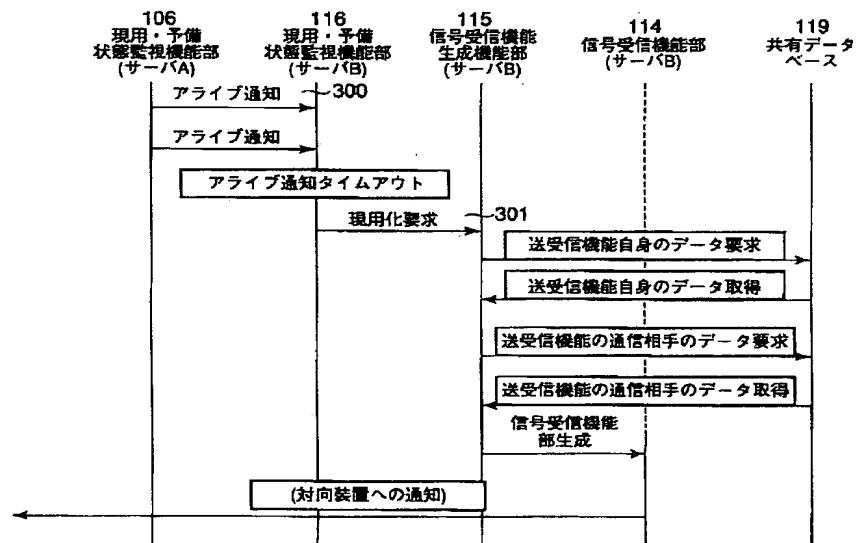 106
現用・予備
状態監視機能部
(サーバA)
116
現用・予備
状態監視機能部
(サーバB)
115
信号受信機能
生成機能部
(サーバB)
114
信号受信機能部
(サーバB)
119
共有データ
ベース
アライブ通知
300
アライブ通知
アライブ通知タイムアウト
現用化要求
301
送受信機能自身のデータ要求
送受信機能自身のデータ取得
送受信機能の通信相手のデータ要求
送受信機能の通信相手のデータ取得
信号受信機能
部生成
(対向装置への通知)